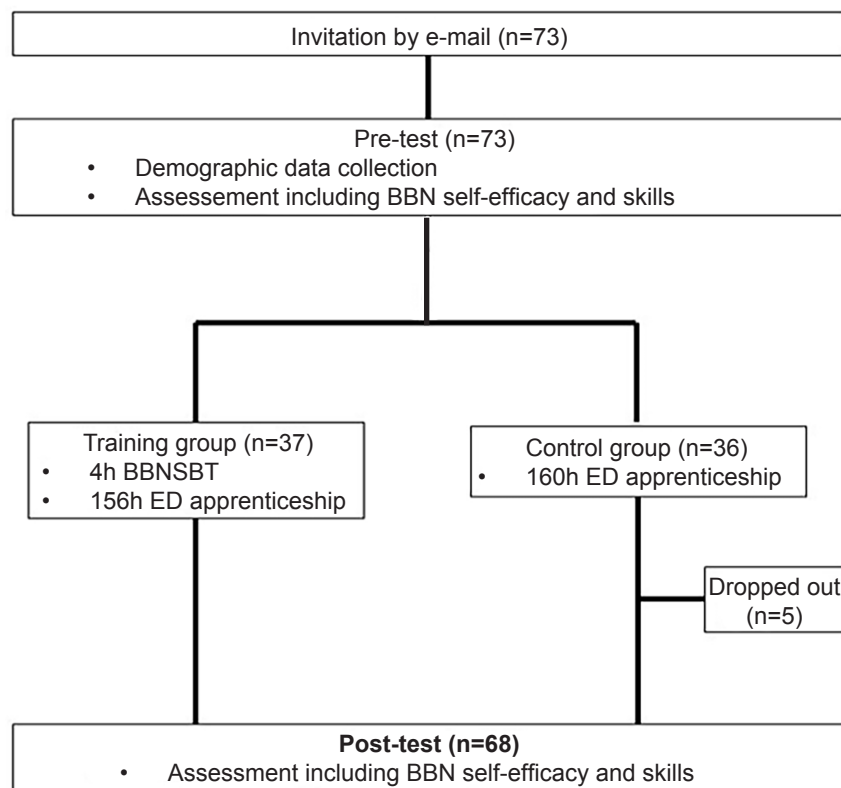 Invitation by e-mail (n=73)
Pre-test (n=73)
• Demographic data collection
• Assessement including BBN self-efficacy and skills
Training group (n=37)
• 4h BBNSBT
• 156h ED apprenticeship
Control group (n=36)
• 160h ED apprenticeship
Dropped out
(n=5)
Post-test (n=68)
• Assessment including BBN self-efficacy and skills